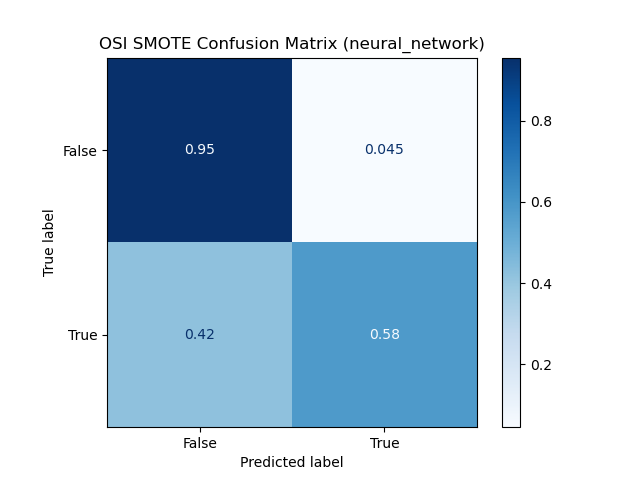 OSI SMOTE Confusion Matrix (neural_network)
True label
False
0.95
0.045
True
0.42
0.58
False
True
Predicted label
0.8
0.6
0.4
0.2